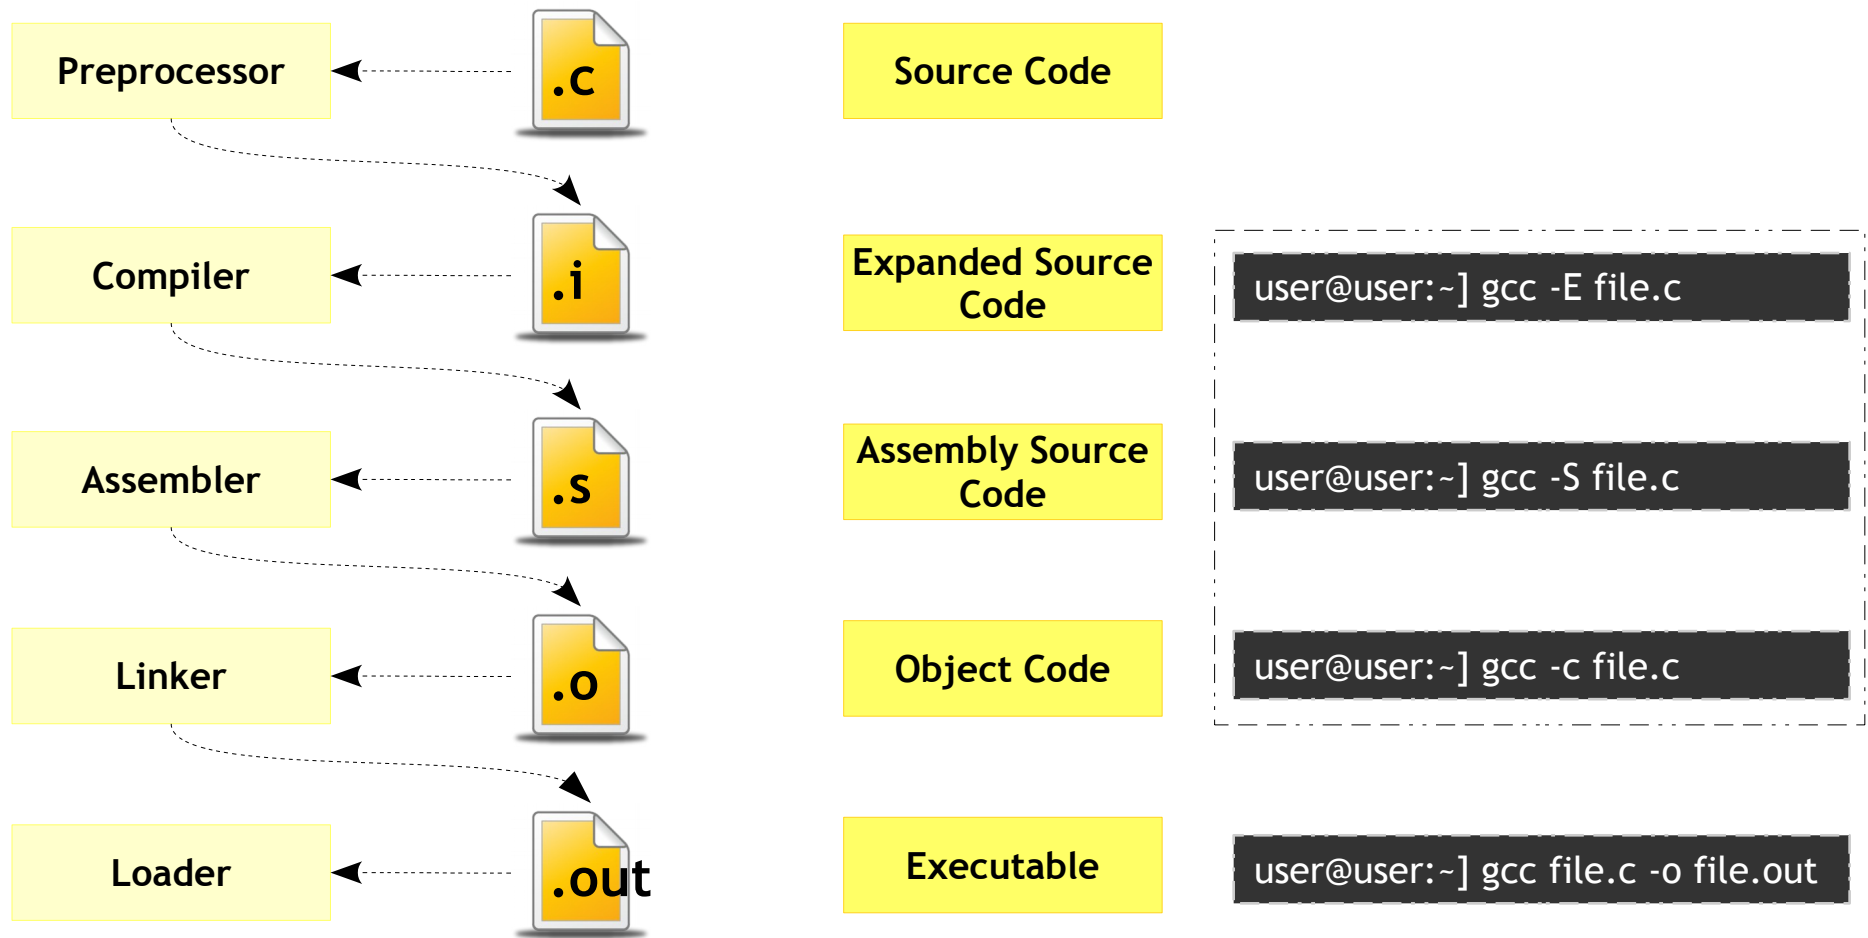 Preprocessor
.c
Source Code
Compiler
.i
Expanded Source
Code
user@user:~] gcc -E file.c
Assembler
.s
Assembly Source
Code
user@user:~] gcc -S file.c
Linker
.o
Object Code
user@user:~] gcc -c file.c
Loader
.out
Executable
user@user:~] gcc file.c -o file.out